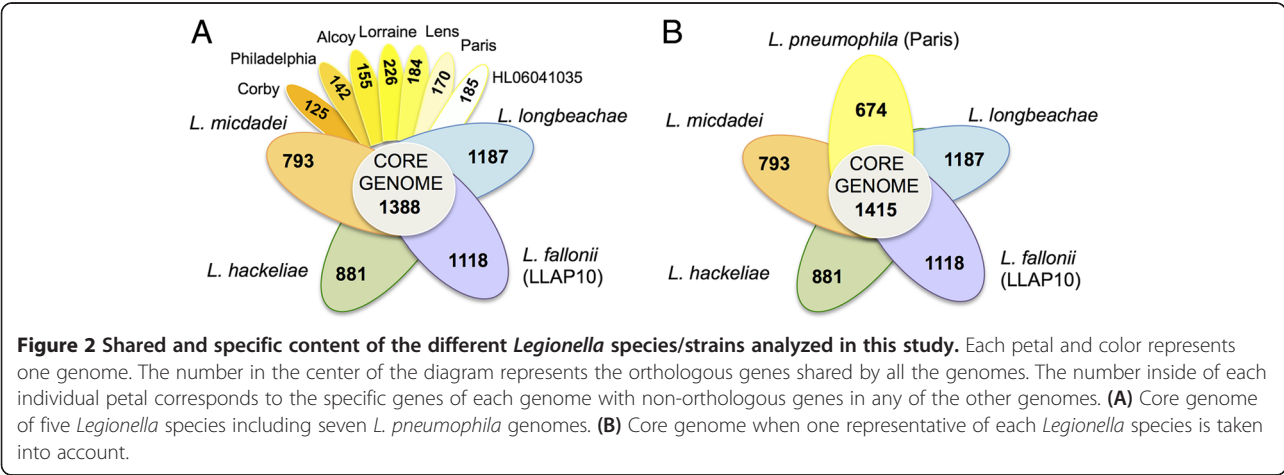 A
Corby
Philadelphia
Alcoy
Lorraine
Lens
Paris
HL06041035
125
142
155
226
184
170
185
L. micdadei
793
L. longbeachae
1187
CORE
GENOME
1388
L. hackeliae
881
1118
L. fallonii
(LLAP10)
B
L. pneumophila (Paris)
674
L. micdadei
793
L. longbeachae
1187
CORE
GENOME
1415
L. hackeliae
881
1118
L. fallonii
(LLAP10)
Figure 2 Shared and specific content of the different Legionella species/strains analyzed in this study. Each petal and color represents
one genome. The number in the center of the diagram represents the orthologous genes shared by all the genomes. The number inside of each
individual petal corresponds to the specific genes of each genome with non-orthologous genes in any of the other genomes. (A) Core genome
of five Legionella species including seven L. pneumophila genomes. (B) Core genome when one representative of each Legionella species is taken
into account.